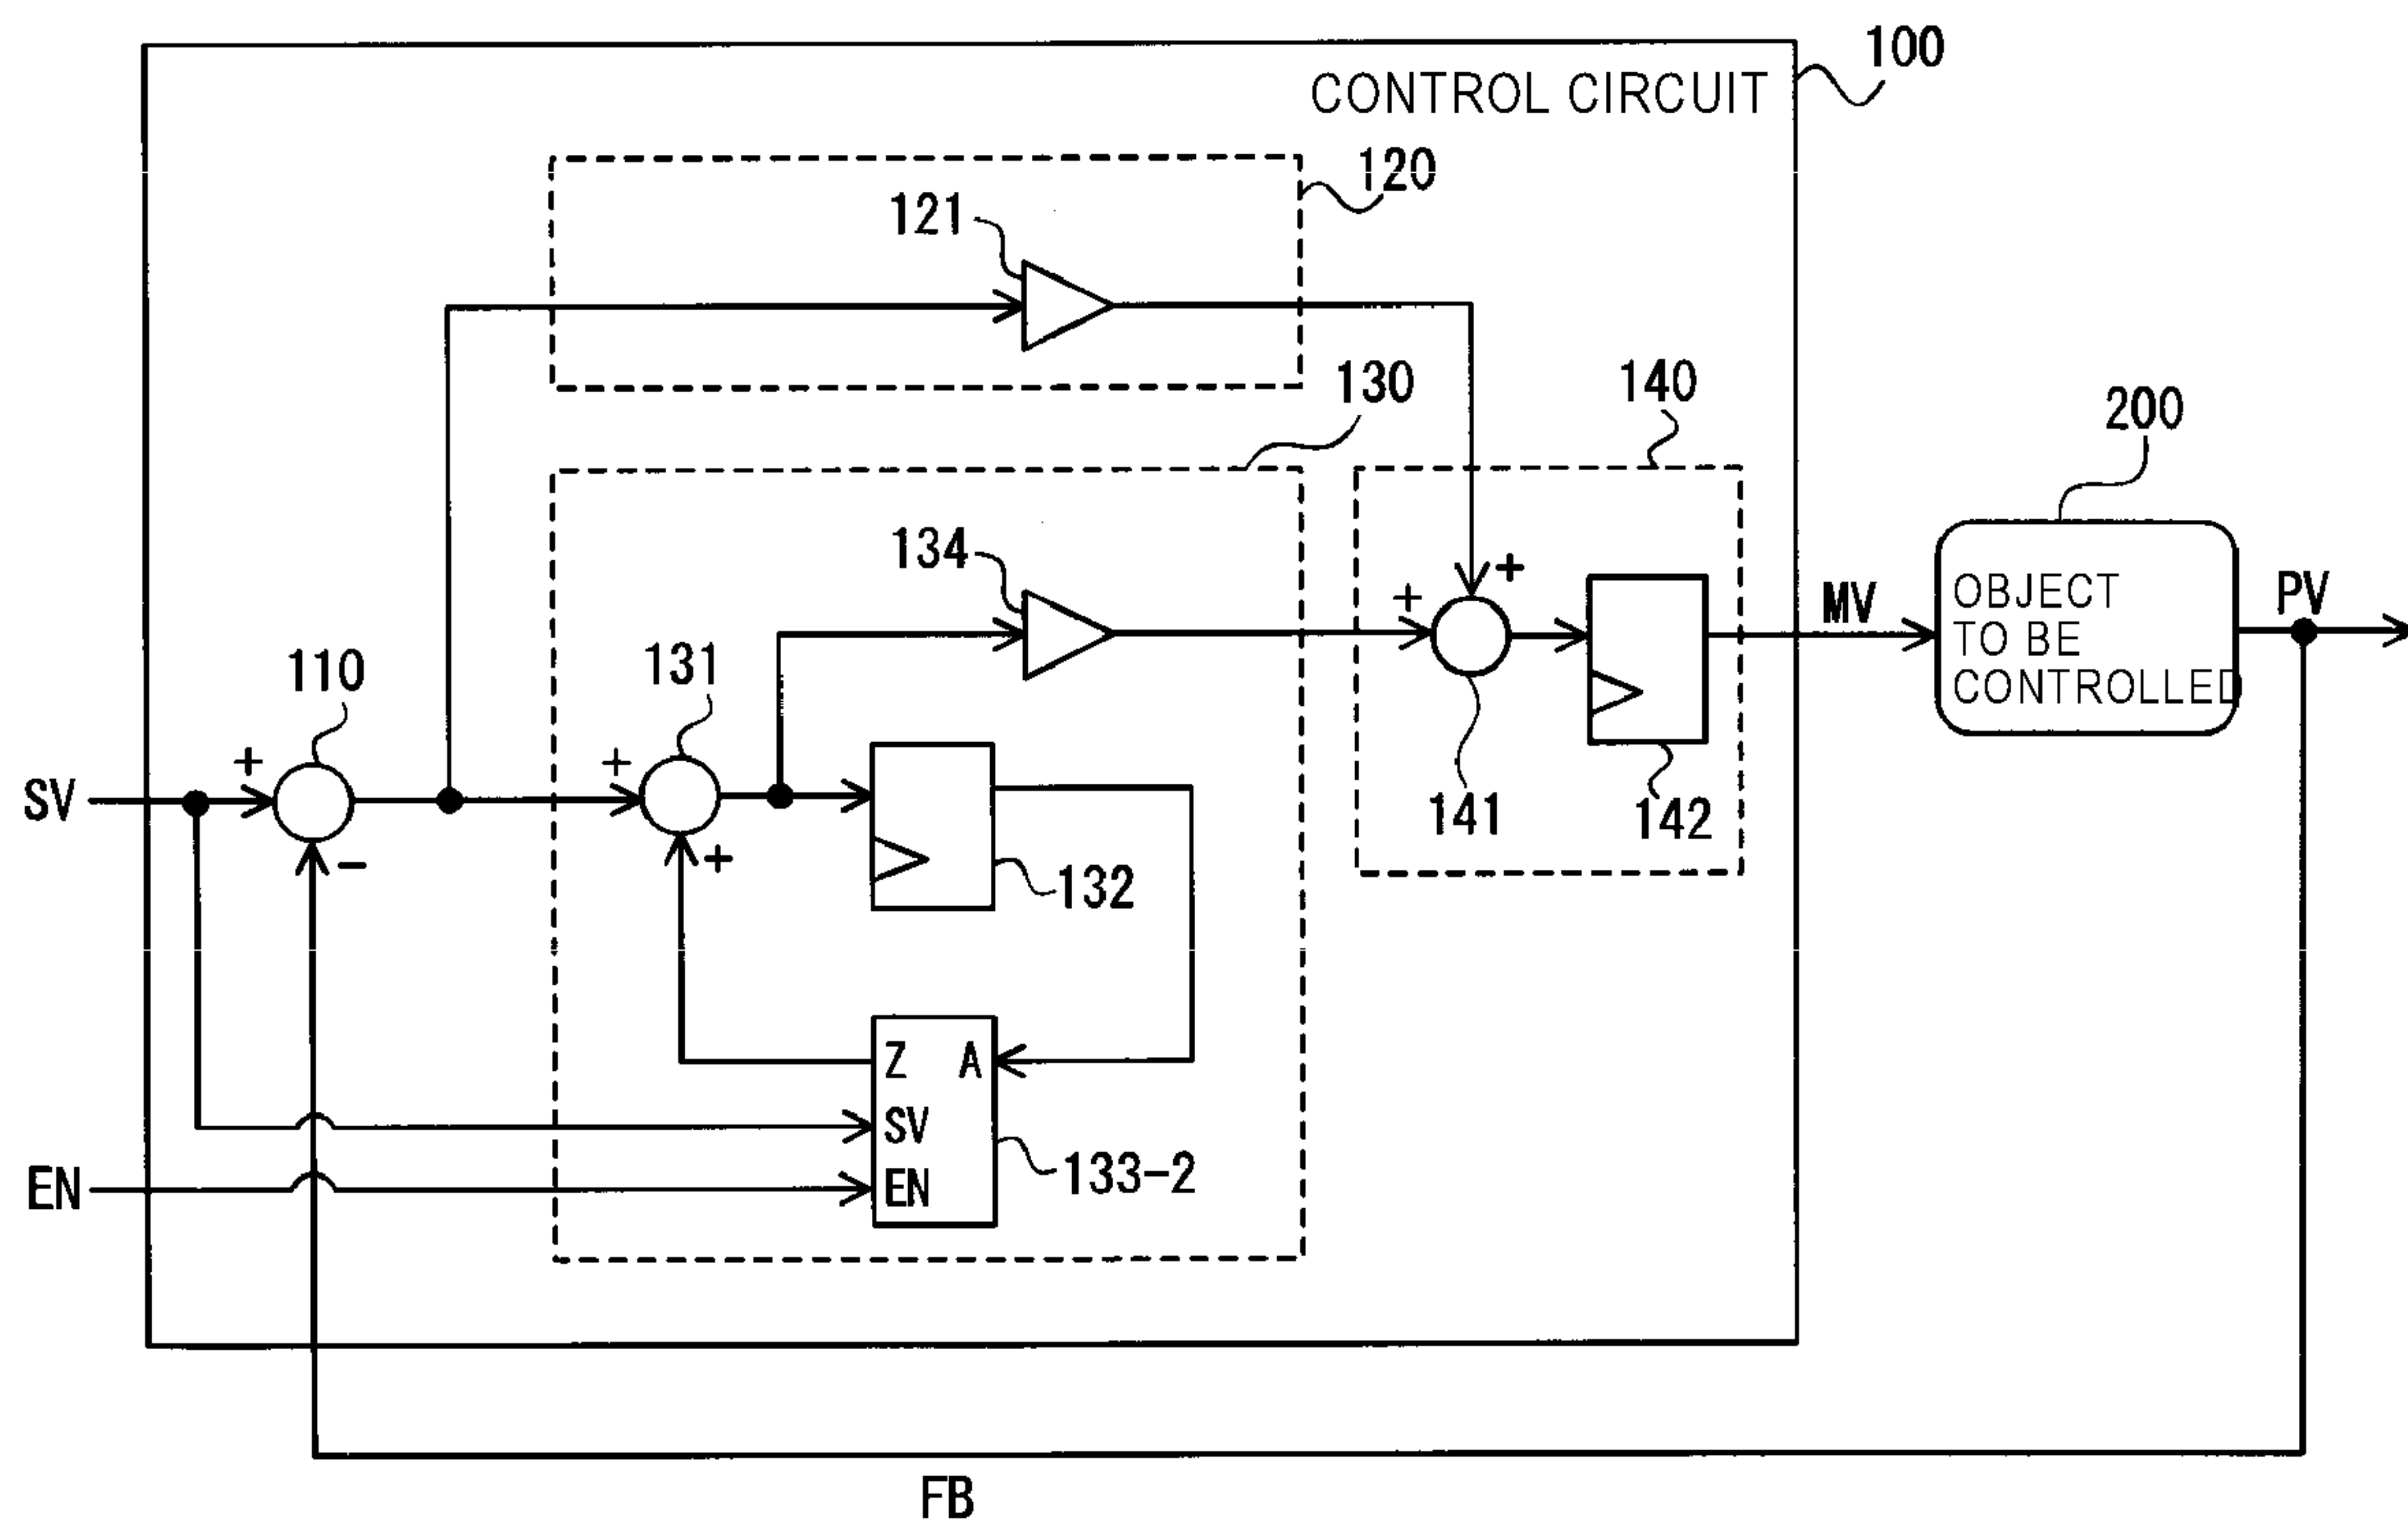 100
CONTROL CIRCUIT
120
121
130
140
200
134
+
+
MV
OBJECT
TO BE
CONTROLLED
PV
110
131
SV
+
+
141
142
-
+
132
Z A
SV
EN
133-2
EN
FB